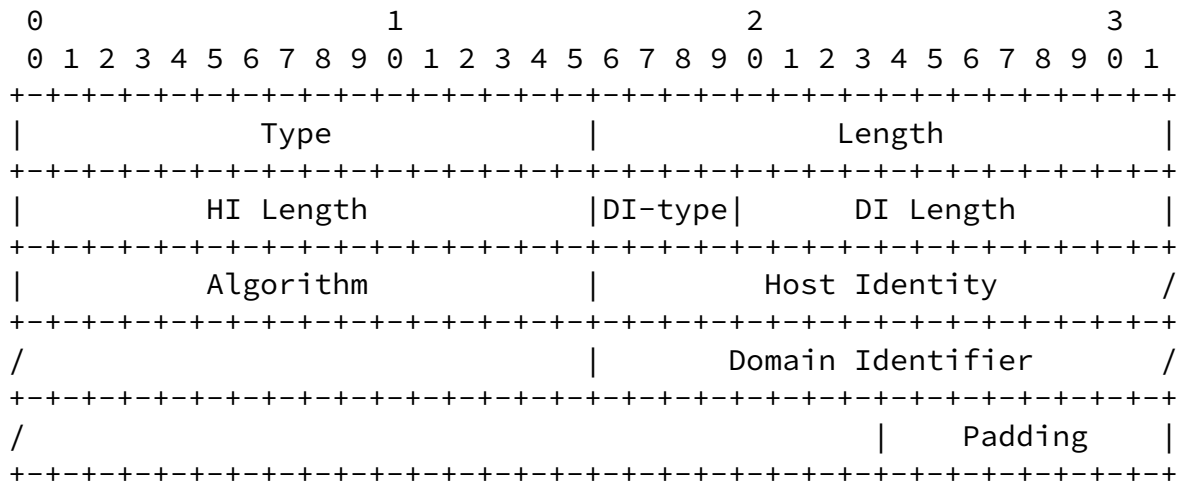 0                   1                   2                   3
 0 1 2 3 4 5 6 7 8 9 0 1 2 3 4 5 6 7 8 9 0 1 2 3 4 5 6 7 8 9 0 1
+-+-+-+-+-+-+-+-+-+-+-+-+-+-+-+-+-+-+-+-+-+-+-+-+-+-+-+-+-+-+-+-+
|             Type              |             Length            |
+-+-+-+-+-+-+-+-+-+-+-+-+-+-+-+-+-+-+-+-+-+-+-+-+-+-+-+-+-+-+-+-+
|          HI Length            |DI-type|      DI Length        |
+-+-+-+-+-+-+-+-+-+-+-+-+-+-+-+-+-+-+-+-+-+-+-+-+-+-+-+-+-+-+-+-+
|          Algorithm            |         Host Identity         /
+-+-+-+-+-+-+-+-+-+-+-+-+-+-+-+-+-+-+-+-+-+-+-+-+-+-+-+-+-+-+-+-+
/                               |       Domain Identifier       /
+-+-+-+-+-+-+-+-+-+-+-+-+-+-+-+-+-+-+-+-+-+-+-+-+-+-+-+-+-+-+-+-+
/                                               |    Padding    |
+-+-+-+-+-+-+-+-+-+-+-+-+-+-+-+-+-+-+-+-+-+-+-+-+-+-+-+-+-+-+-+-+